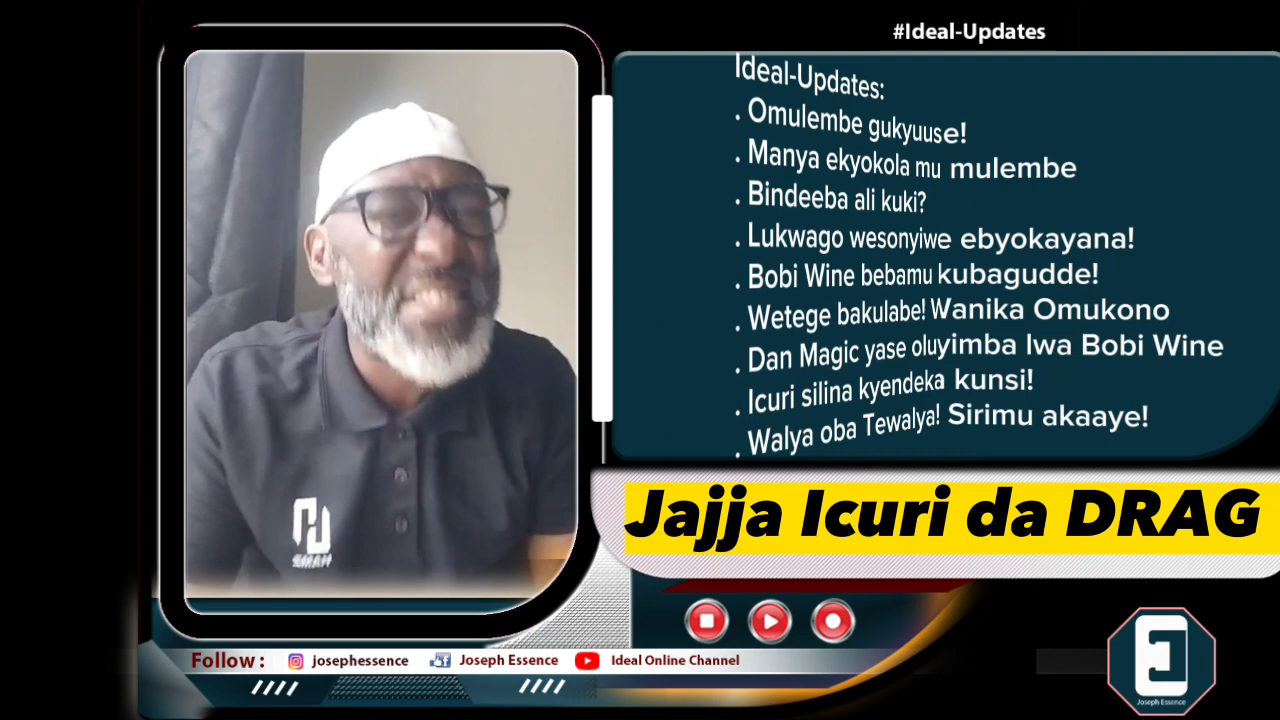 #Ideal-Updates
Ideal-Updates:
. Omulembe gukyuuse!
. Manya ekyokola mu mulembe
. Bindeeba ali kuki?
. Lukwago wesonyiwe ebyokayana!
. Bobi Wine bebamu kubagudde!
. Wetege bakulabe! Wanika Omukono
. Dan Magic yase oluyimba lwa Bobi Wine
. Icuri silina kyendeka kunsi!
. Walya oba Tewalya! Sirimu akaaye!
Jajja Icuri da DRAG
Follow : josephessence Joseph Essence Ideal Online Channel
Joseph Essence